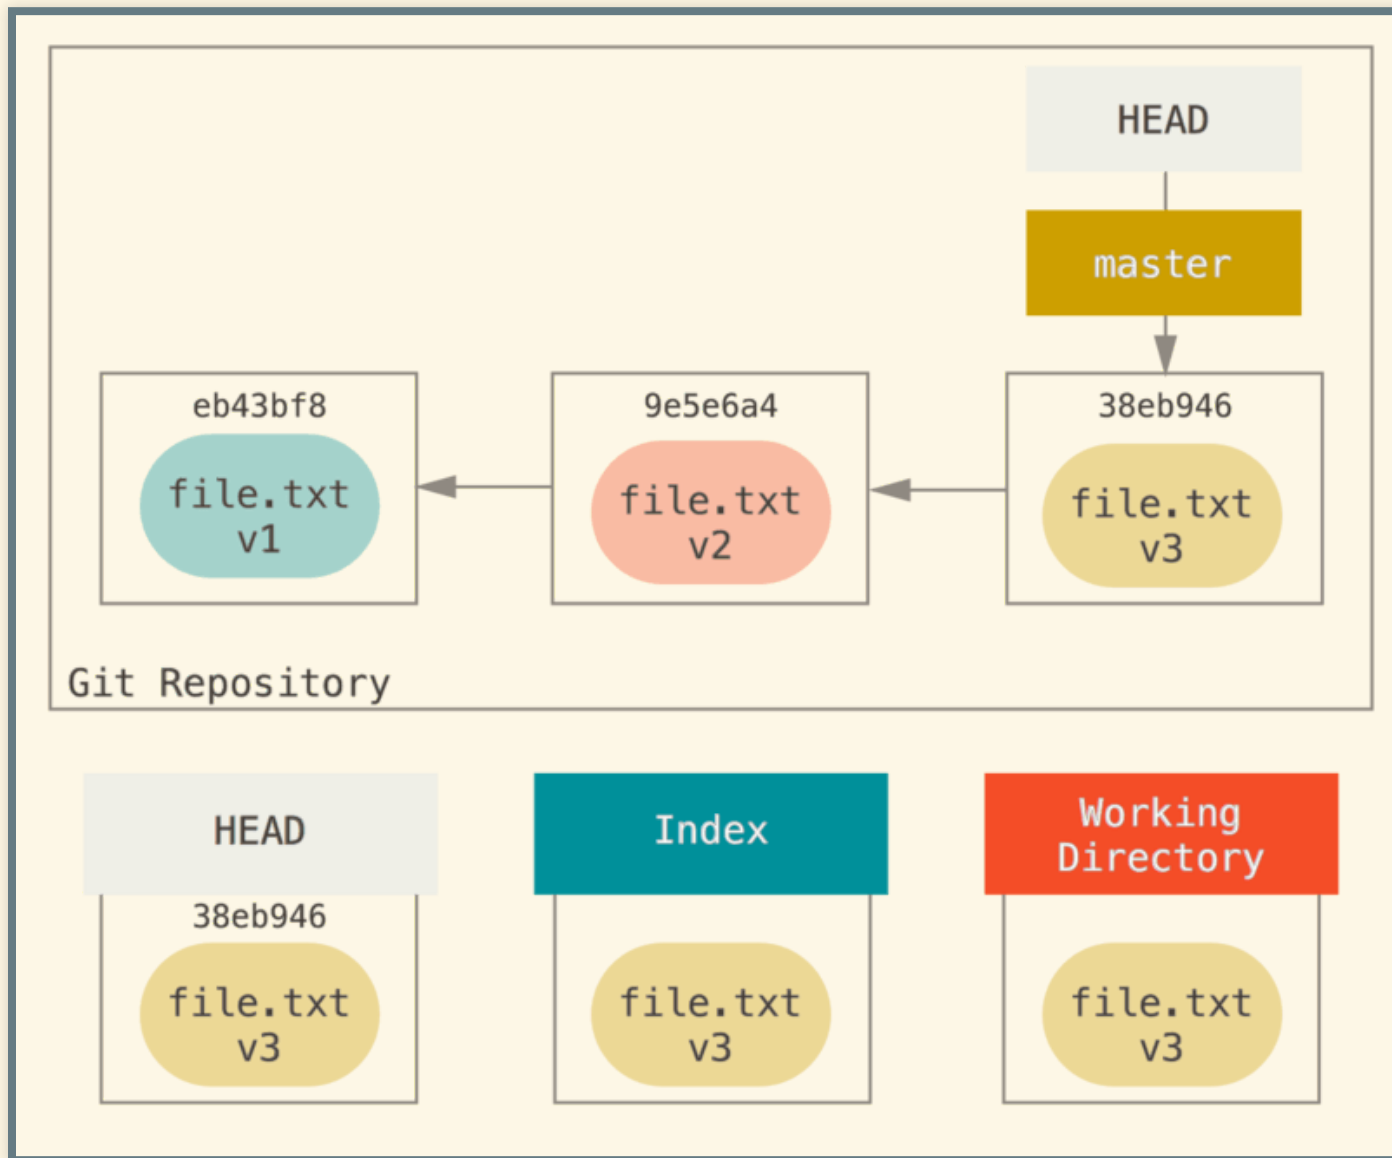 HEAD
master
eb43bf8
9e5e6a4
38eb946
file.txt
v1
file.txt
v2
file.txt
v3
Git Repository
HEAD
Index
Working
Directory
38eb946
file.txt
v3
file.txt
v3
file.txt
v3